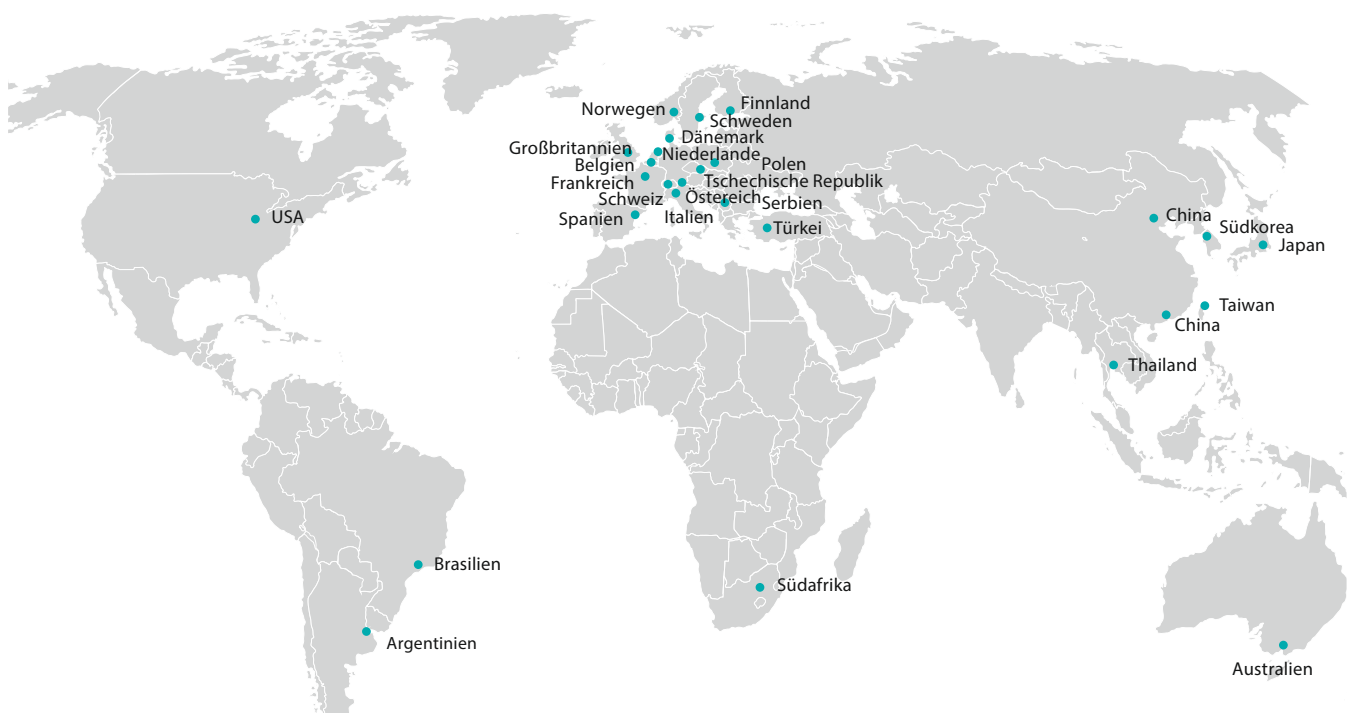 Norwegen
Finnland
Schweden
Dänemark
Großbritannien
Niederlande
Belgien
Polen
Frankreich
Tschechische Republik
Schweiz
Östereich
Serbien
Spanien
Italien
Türkei
USA
China
Südkorea
Japan
Taiwan
China
Thailand
Brasilien
Südafrika
Argentinien
Australien